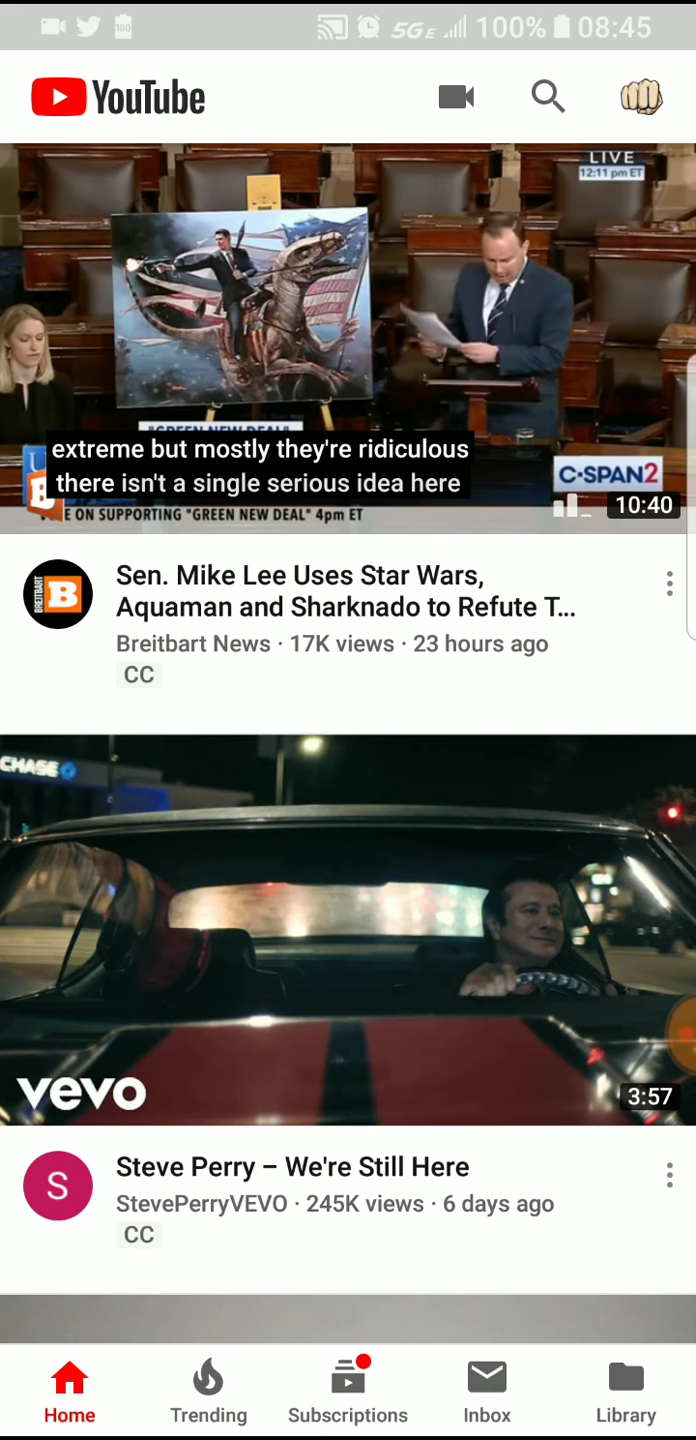 100
5G E 100% 08:45
YouTube
LIVE
12:11 pm ET
"GREEN NEW DEAL"
extreme but mostly they're ridiculous
there isn't a single serious idea here
C-SPAN2
E ON SUPPORTING "GREEN NEW DEAL" 4pm ET
10:40
BREITBART
B
Sen. Mike Lee Uses Star Wars,
Aquaman and Sharknado to Refute T...
Breitbart News · 17K views · 23 hours ago
CC
CHASE
vevo
3:57
S
Steve Perry – We're Still Here
StevePerryVEVO · 245K views · 6 days ago
CC
Home Trending Subscriptions Inbox Library